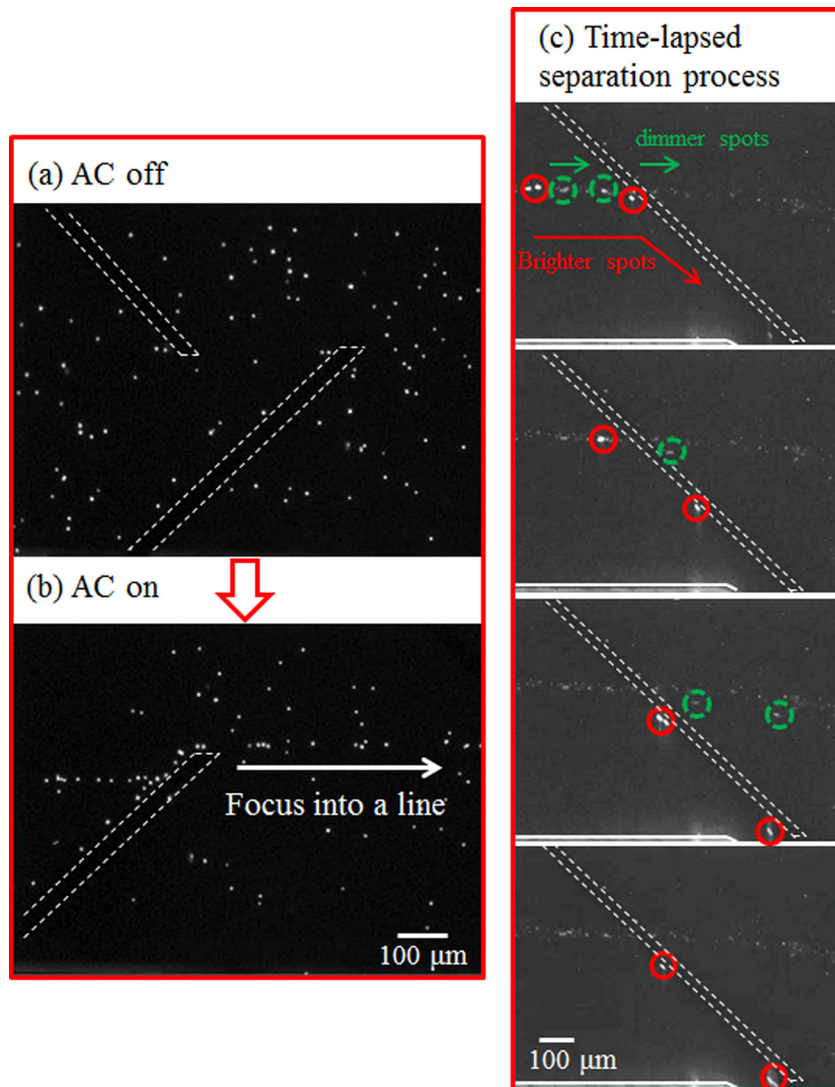 (a) AC off
(b) AC on
Focus into a line
100 μm
(c) Time-lapsed
separation process
dimmer spots
Brighter spots
100 μm